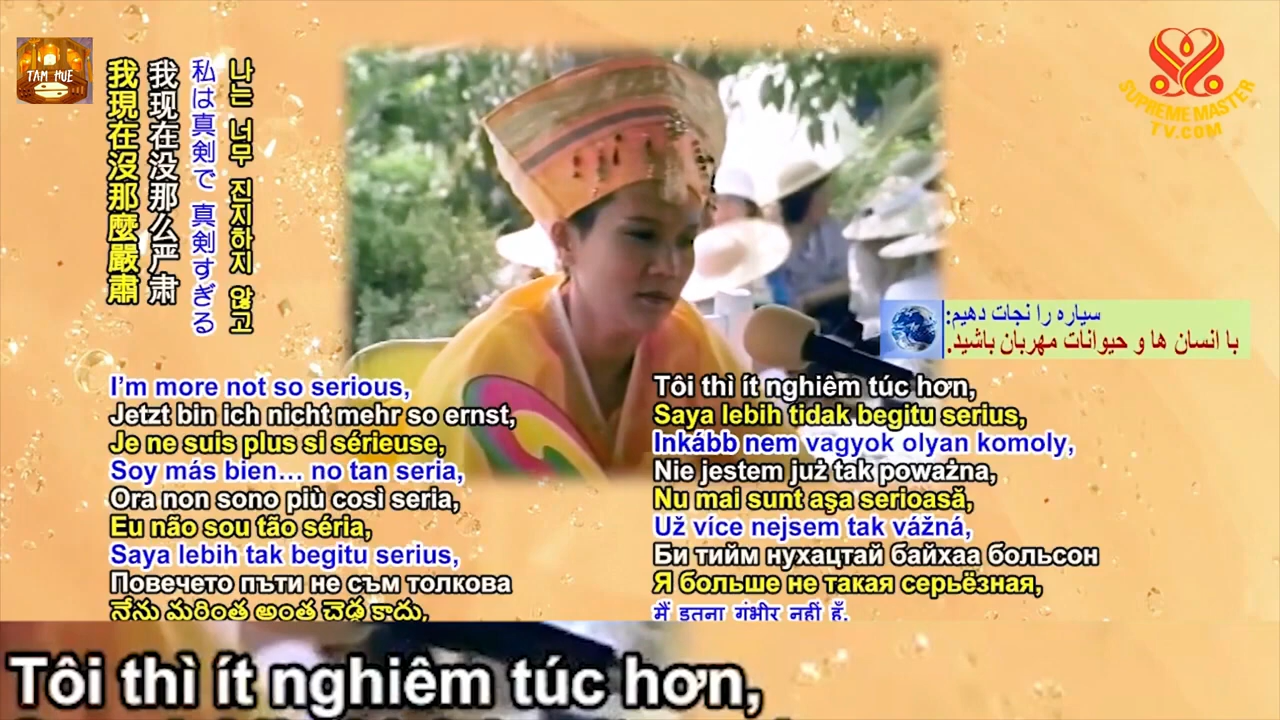 TAM HUE
SUPREME MASTER
TV.COM
我現在沒那麼嚴肅
我现在没那么严肃
私は真剣で 真剣すぎる
나는 너무 진지하지 않고
سیاره را نجات دهیم:
با انسان ها و حیوانات مهربان باشید.
I'm more not so serious,
Jetzt bin ich nicht mehr so ernst,
Je ne suis plus si sérieuse,
Soy más bien… no tan seria,
Ora non sono più così seria,
Eu não sou tão séria,
Saya lebih tak begitu serius,
Повечето пъти не съм толкова
నేను మరింత అంత చెడ్డ కాదు,
Tôi thì ít nghiêm túc hơn,
Saya lebih tidak begitu serius,
Inkább nem vagyok olyan komoly,
Nie jestem już tak poważna,
Nu mai sunt aşa serioasă,
Už více nejsem tak vážná,
Би тийм нухацтай байхаа больсон
Я больше не такая серьёзная,
मैं इतना गंभीर नहीं हूँ,
Tôi thì ít nghiêm túc hơn,